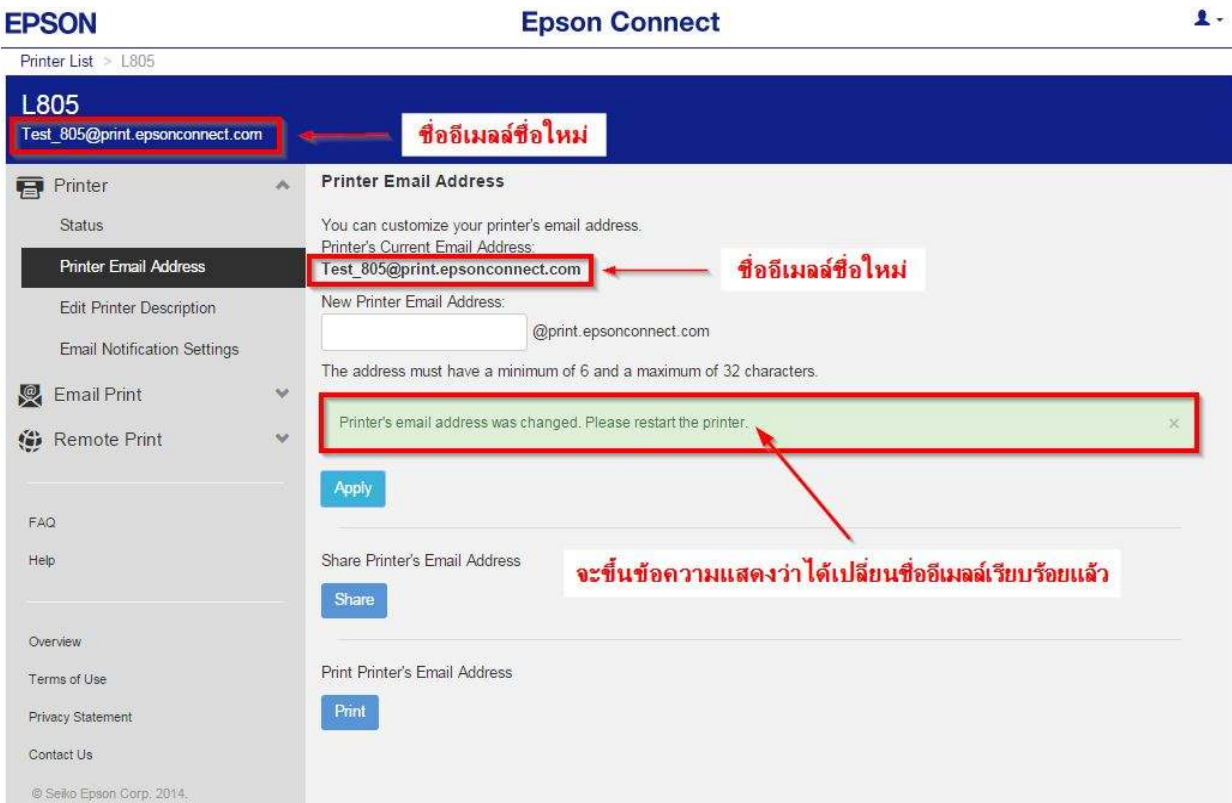 EPSON
Epson Connect
Printer List > L805
L805
Test_805@print.epsonconnect.com
ชื่ออีเมลล์ชื่อใหม่
Printer
Status
Printer Email Address
Edit Printer Description
Email Notification Settings
Email Print
Remote Print
FAQ
Help
Overview
Terms of Use
Privacy Statement
Contact Us
© Seiko Epson Corp. 2014.
Printer Email Address
You can customize your printer's email address.
Printer's Current Email Address:
Test_805@print.epsonconnect.com
ชื่ออีเมลล์ชื่อใหม่
New Printer Email Address:
@print.epsonconnect.com
The address must have a minimum of 6 and a maximum of 32 characters.
Printer's email address was changed. Please restart the printer.
×
Apply
จะขึ้นข้อความแสดงว่าได้เปลี่ยนชื่ออีเมลล์เรียบร้อยแล้ว
Share Printer's Email Address
Share
Print Printer's Email Address
Print